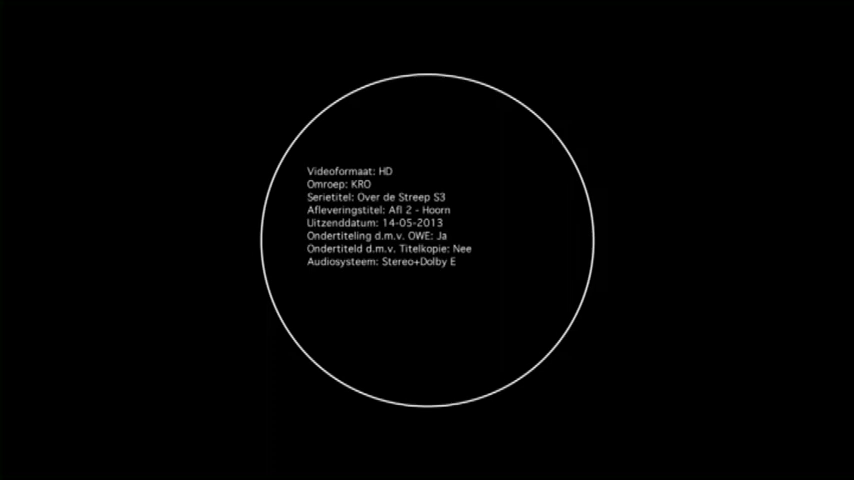 Videoformaat: HD
Omroep: KRO
Serietitel: Over de Streep S3
Afleveringstitel: Afl 2 - Hoorn
Uitzenddatum: 14-05-2013
Ondertiteling d.m.v. OWE: Ja
Ondertiteld d.m.v. Titelkopie: Nee
Audiosysteem: Stereo+Dolby E